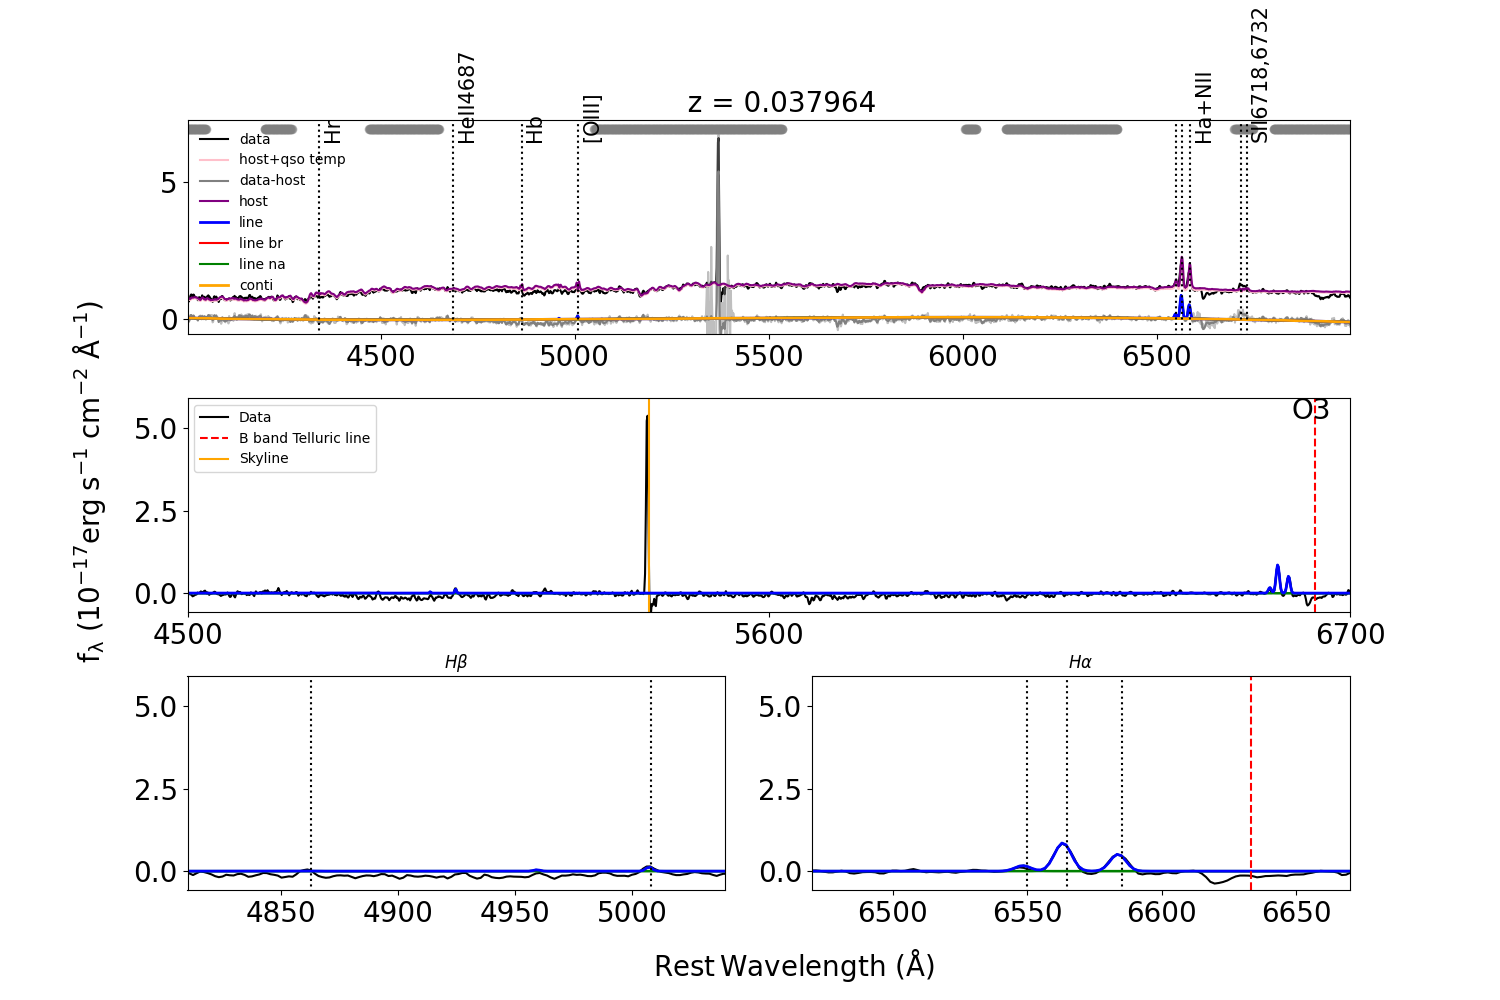 z = 0.037964
Hr
HeII4687
Hb
[OIII]
Ha+NII
SII6718,6732
data
host+qso temp
data-host
host
line
line br
line na
conti
5
0
4500
5000
5500
6000
6500
f_λ (10^−17 erg s^−1 cm^−2 Å^−1)
Data
B band Telluric line
Skyline
O3
5.0
2.5
0.0
4500
5600
6700
Hβ
5.0
2.5
0.0
4850
4900
4950
5000
Hα
5.0
2.5
0.0
6500
6550
6600
6650
Rest Wavelength (Å)